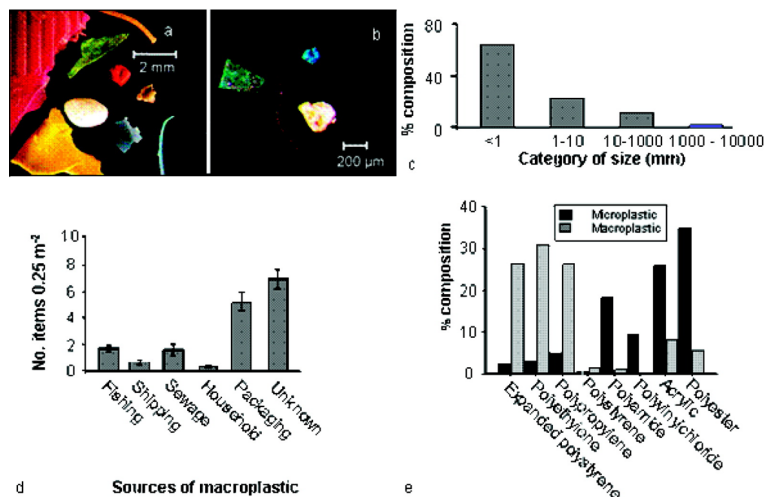 a
2 mm
b
200 µm
% composition
80
40
0
<1
1-10
10-1000
1000 - 10000
Category of size (mm)
c
No. items 0.25 m-2
10
8
6
4
2
0
Fishing
Shipping
Sewage
Household
Packaging
Unknown
d
Sources of macroplastic
% composition
40
30
20
10
0
Microplastic
Macroplastic
Expanded polystyrene
Polyethylone
Polypropylene
Polystyrene
Polyamide
Polyvinylchloride
Acrylic
Polyester
e